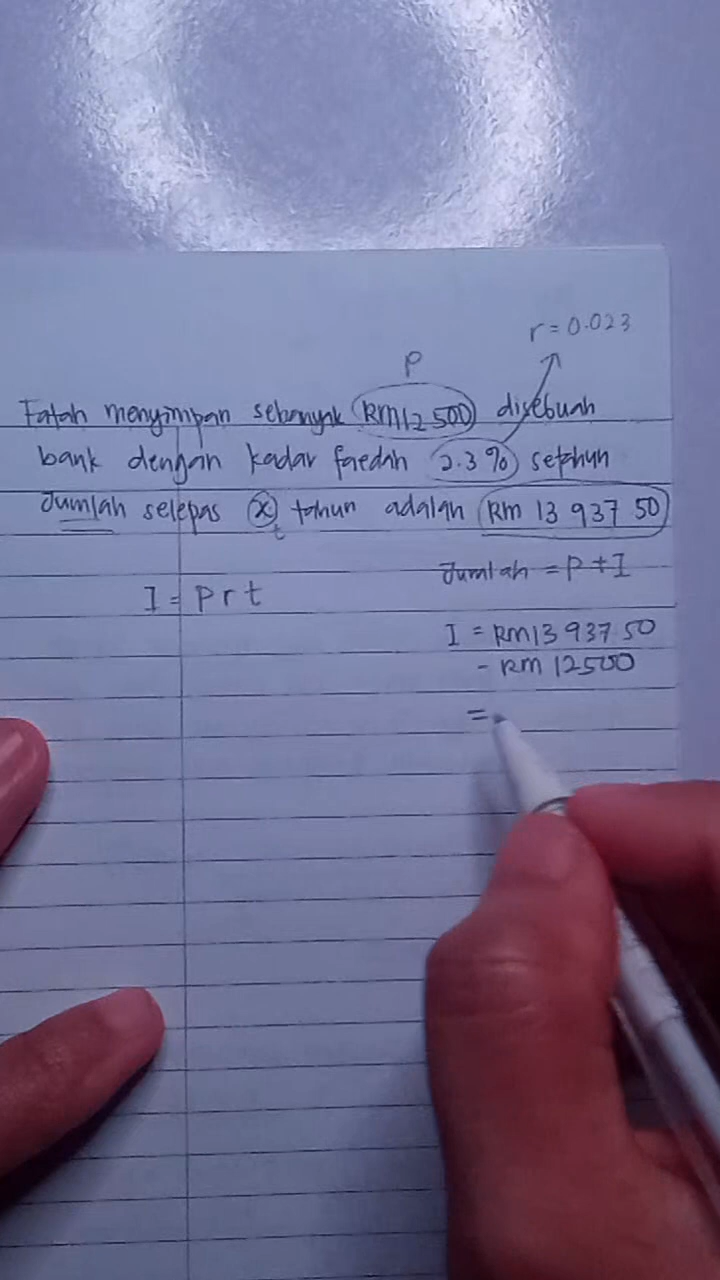 r = 0.023
P
Fatah menyimpan sebanyak RM12 500 disebuah
bank dengan kadar faedah 2.3% setahun
Jumlah selepas x tahun adalah Rm 13 937 50
t
Jumlah = P + I
I = P r t
I = RM13 937 50
- RM 12500
=